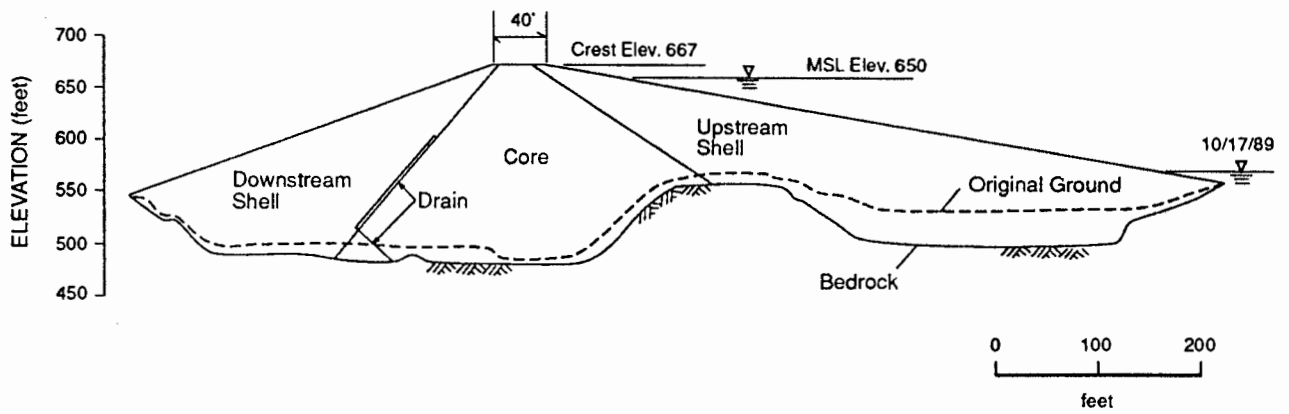 40'
700
Crest Elev. 667
MSL Elev. 650
650
600
Upstream
Shell
10/17/89
Core
550
Downstream
Shell
Drain
Original Ground
500
Bedrock
450
ELEVATION (feet)
0 100 200
feet